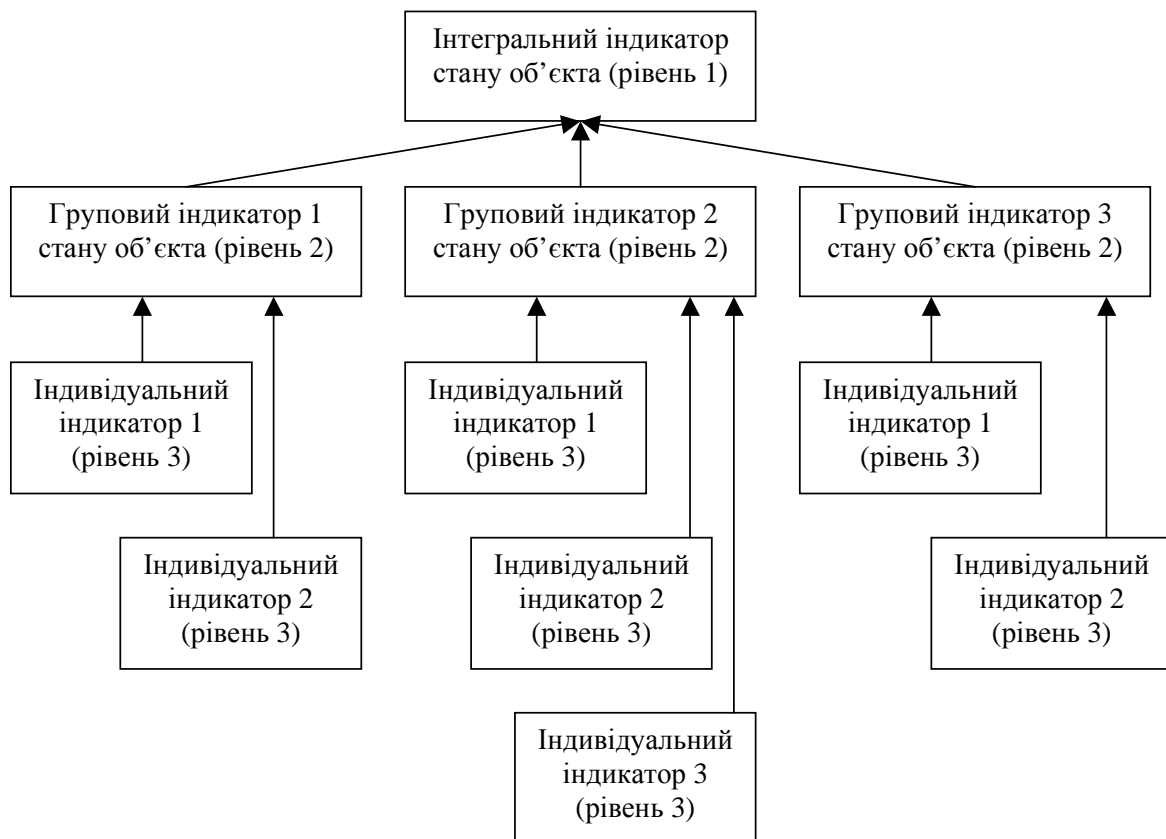 Інтегральний індикатор
стану об’єкта (рівень 1)
Груповий індикатор 1
стану об’єкта (рівень 2)
Груповий індикатор 2
стану об’єкта (рівень 2)
Груповий індикатор 3
стану об’єкта (рівень 2)
Індивідуальний
індикатор 1
(рівень 3)
Індивідуальний
індикатор 1
(рівень 3)
Індивідуальний
індикатор 1
(рівень 3)
Індивідуальний
індикатор 2
(рівень 3)
Індивідуальний
індикатор 2
(рівень 3)
Індивідуальний
індикатор 2
(рівень 3)
Індивідуальний
індикатор 3
(рівень 3)